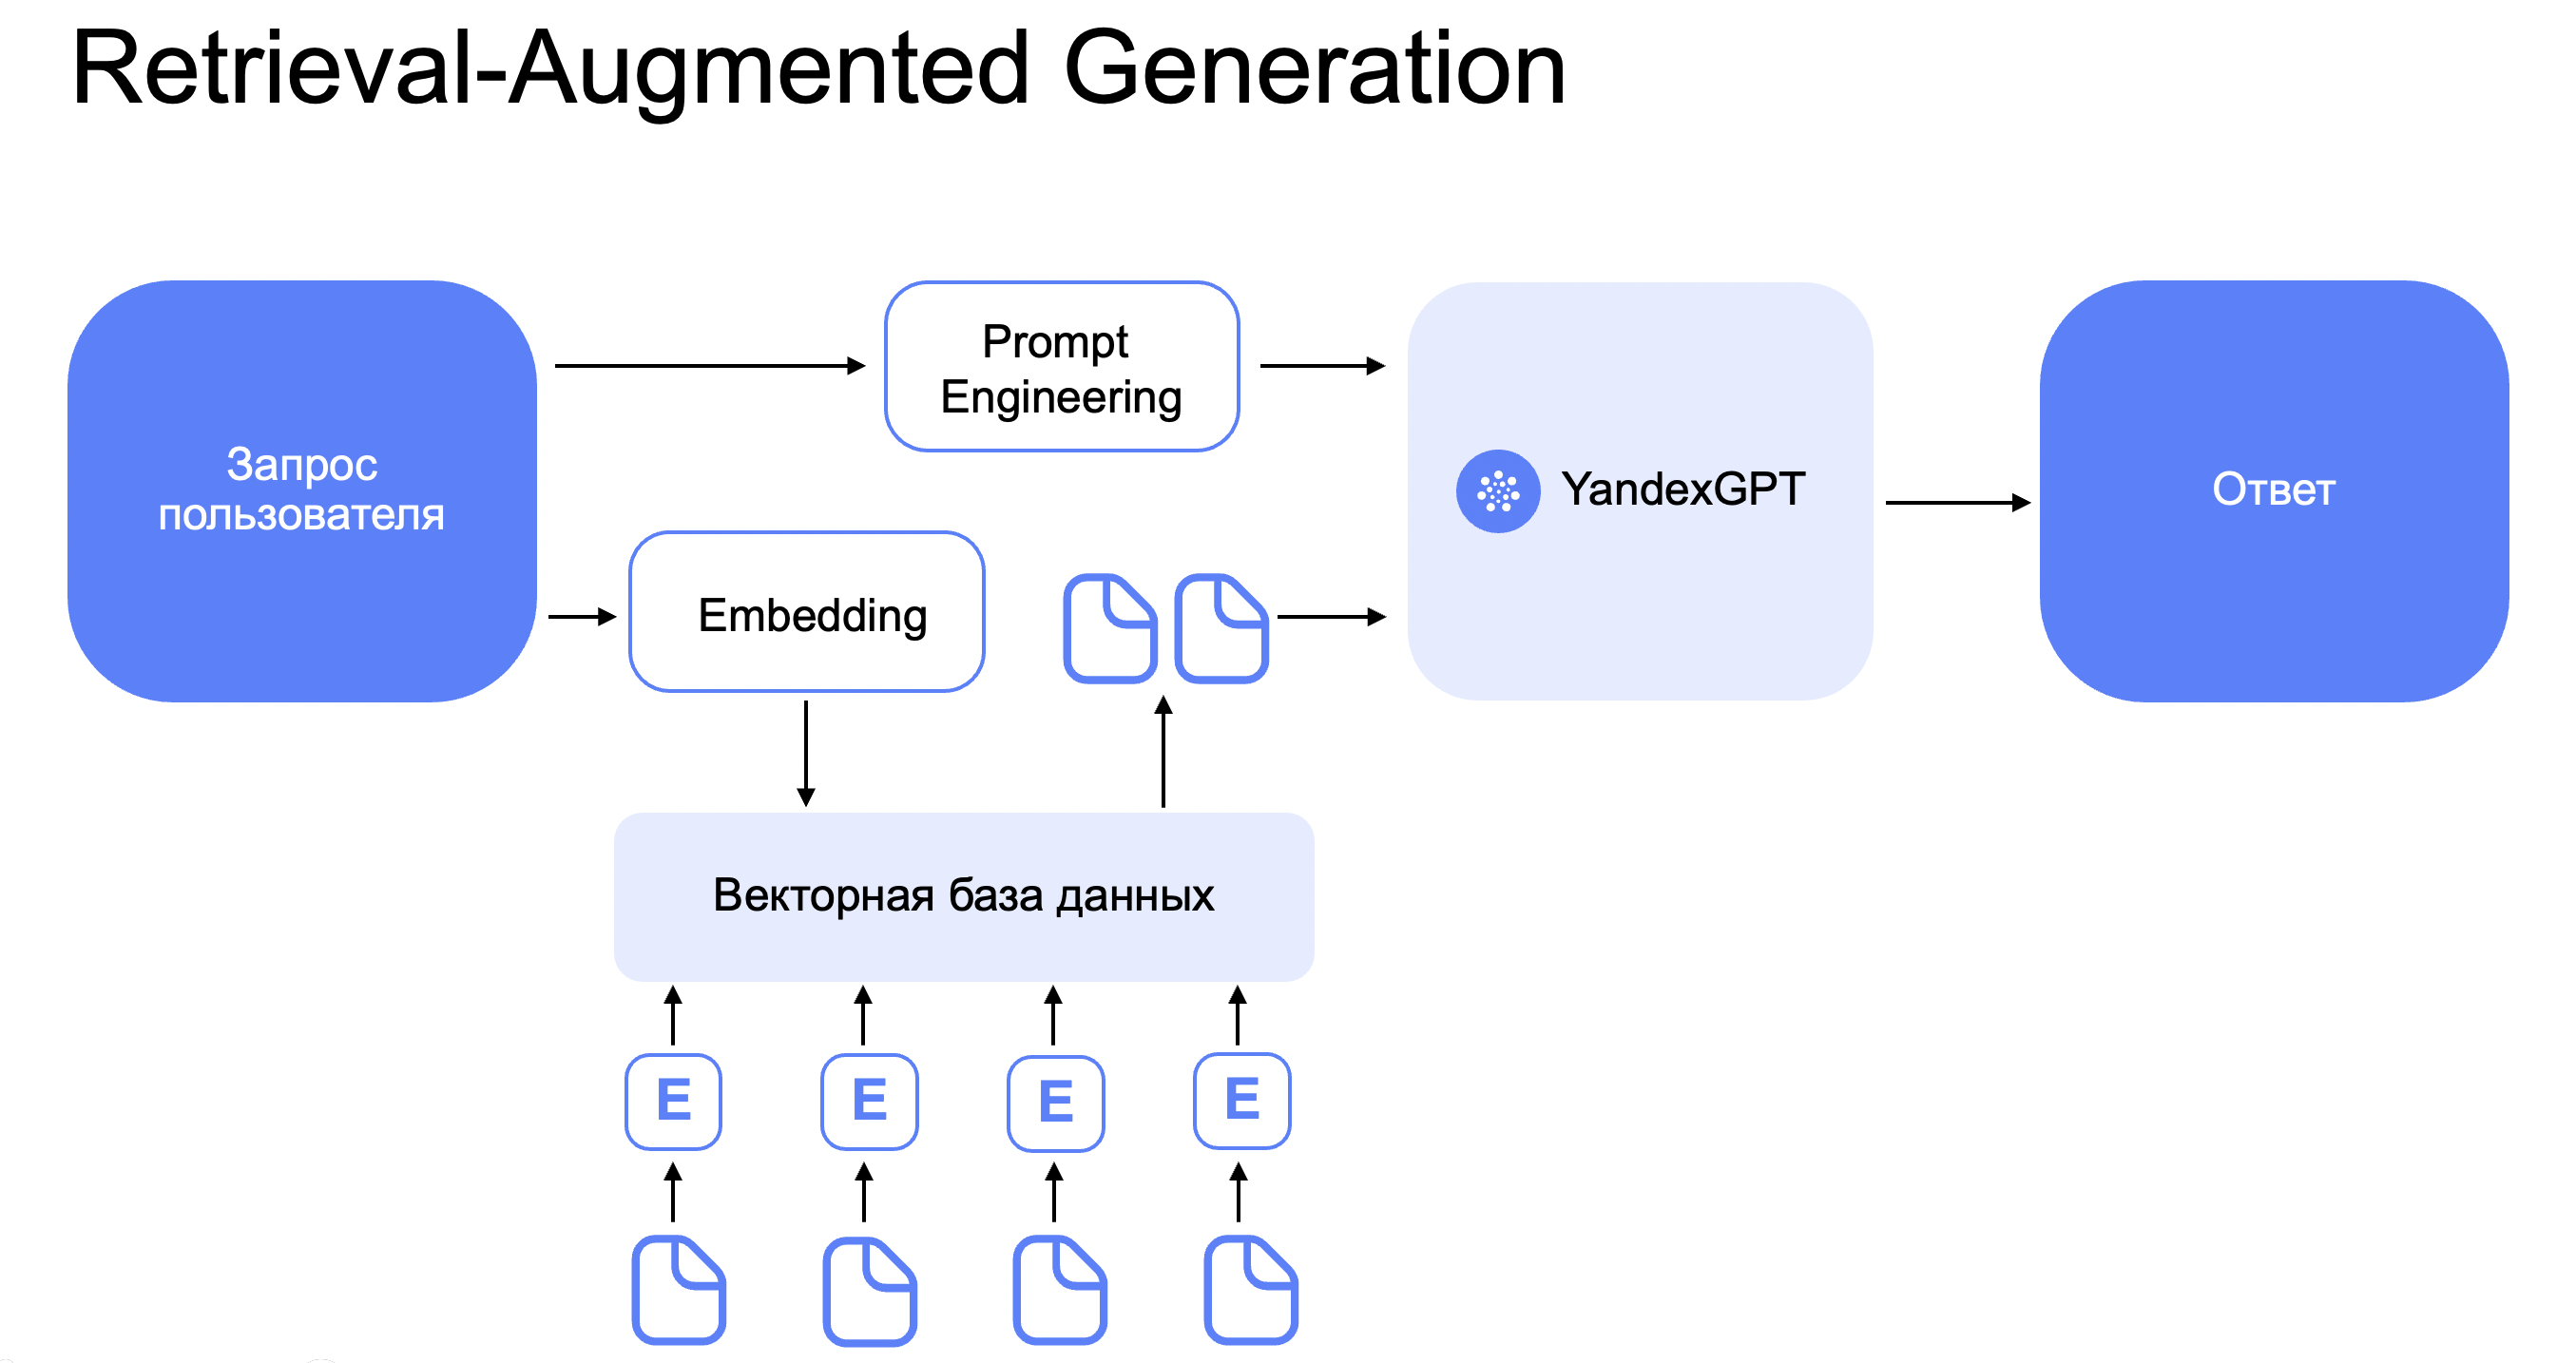 Retrieval-Augmented Generation
Запрос
пользователя
Prompt
Engineering
Embedding
YandexGPT
Ответ
Векторная база данных
E
E
E
E